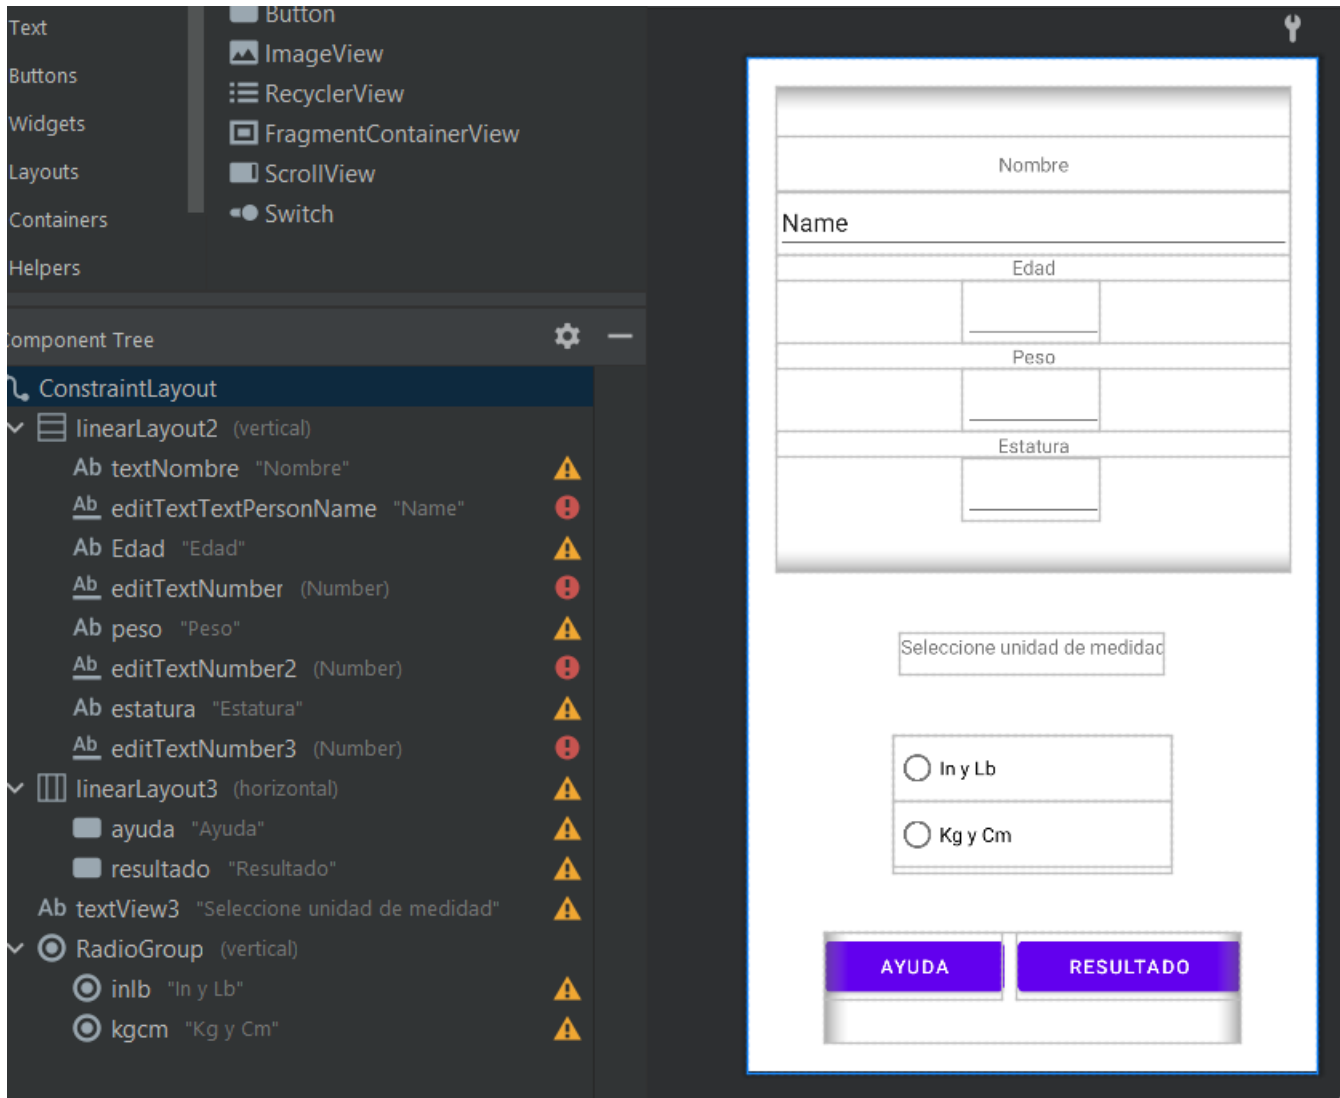 Text
Buttons
Widgets
Layouts
Containers
Helpers
Button
ImageView
RecyclerView
FragmentContainerView
ScrollView
Switch
Component Tree
ConstraintLayout
linearLayout2 (vertical)
Ab textNombre "Nombre"
Ab editTextTextPersonName "Name"
Ab Edad "Edad"
Ab editTextNumber (Number)
Ab peso "Peso"
Ab editTextNumber2 (Number)
Ab estatura "Estatura"
Ab editTextNumber3 (Number)
linearLayout3 (horizontal)
ayuda "Ayuda"
resultado "Resultado"
Ab textView3 "Seleccione unidad de medidad"
RadioGroup (vertical)
inlb "In y Lb"
kgcm "Kg y Cm"
Nombre
Name
Edad
Peso
Estatura
Seleccione unidad de medidad
In y Lb
Kg y Cm
AYUDA RESULTADO